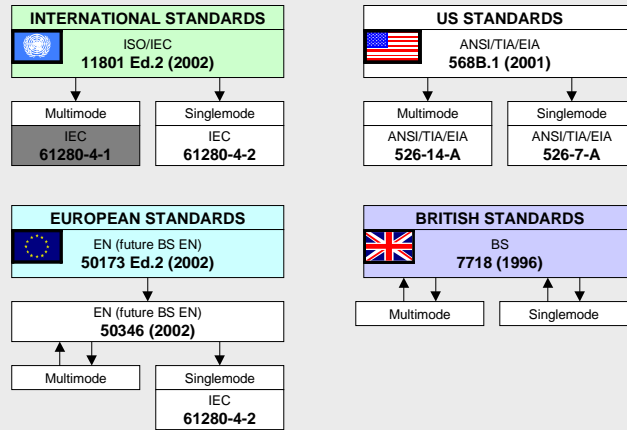 INTERNATIONAL STANDARDS
ISO/IEC
11801 Ed.2 (2002)
Multimode
IEC
61280-4-1
Singlemode
IEC
61280-4-2
US STANDARDS
ANSI/TIA/EIA
568B.1 (2001)
Multimode
ANSI/TIA/EIA
526-14-A
Singlemode
ANSI/TIA/EIA
526-7-A
EUROPEAN STANDARDS
EN (future BS EN)
50173 Ed.2 (2002)
EN (future BS EN)
50346 (2002)
Multimode
Singlemode
IEC
61280-4-2
BRITISH STANDARDS
BS
7718 (1996)
Multimode
Singlemode